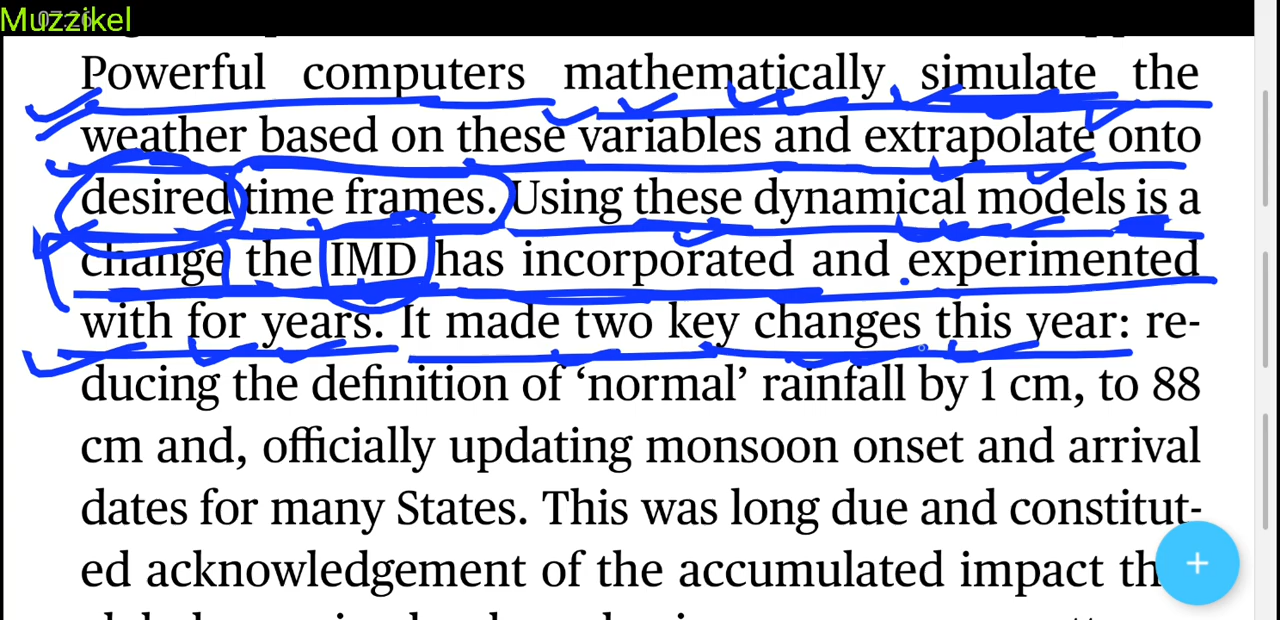 Muzzikel
Powerful computers mathematically simulate the
weather based on these variables and extrapolate onto
desired time frames. Using these dynamical models is a
change the IMD has incorporated and experimented
with for years. It made two key changes this year: re-
ducing the definition of ‘normal’ rainfall by 1 cm, to 88
cm and, officially updating monsoon onset and arrival
dates for many States. This was long due and constitut-
ed acknowledgement of the accumulated impact